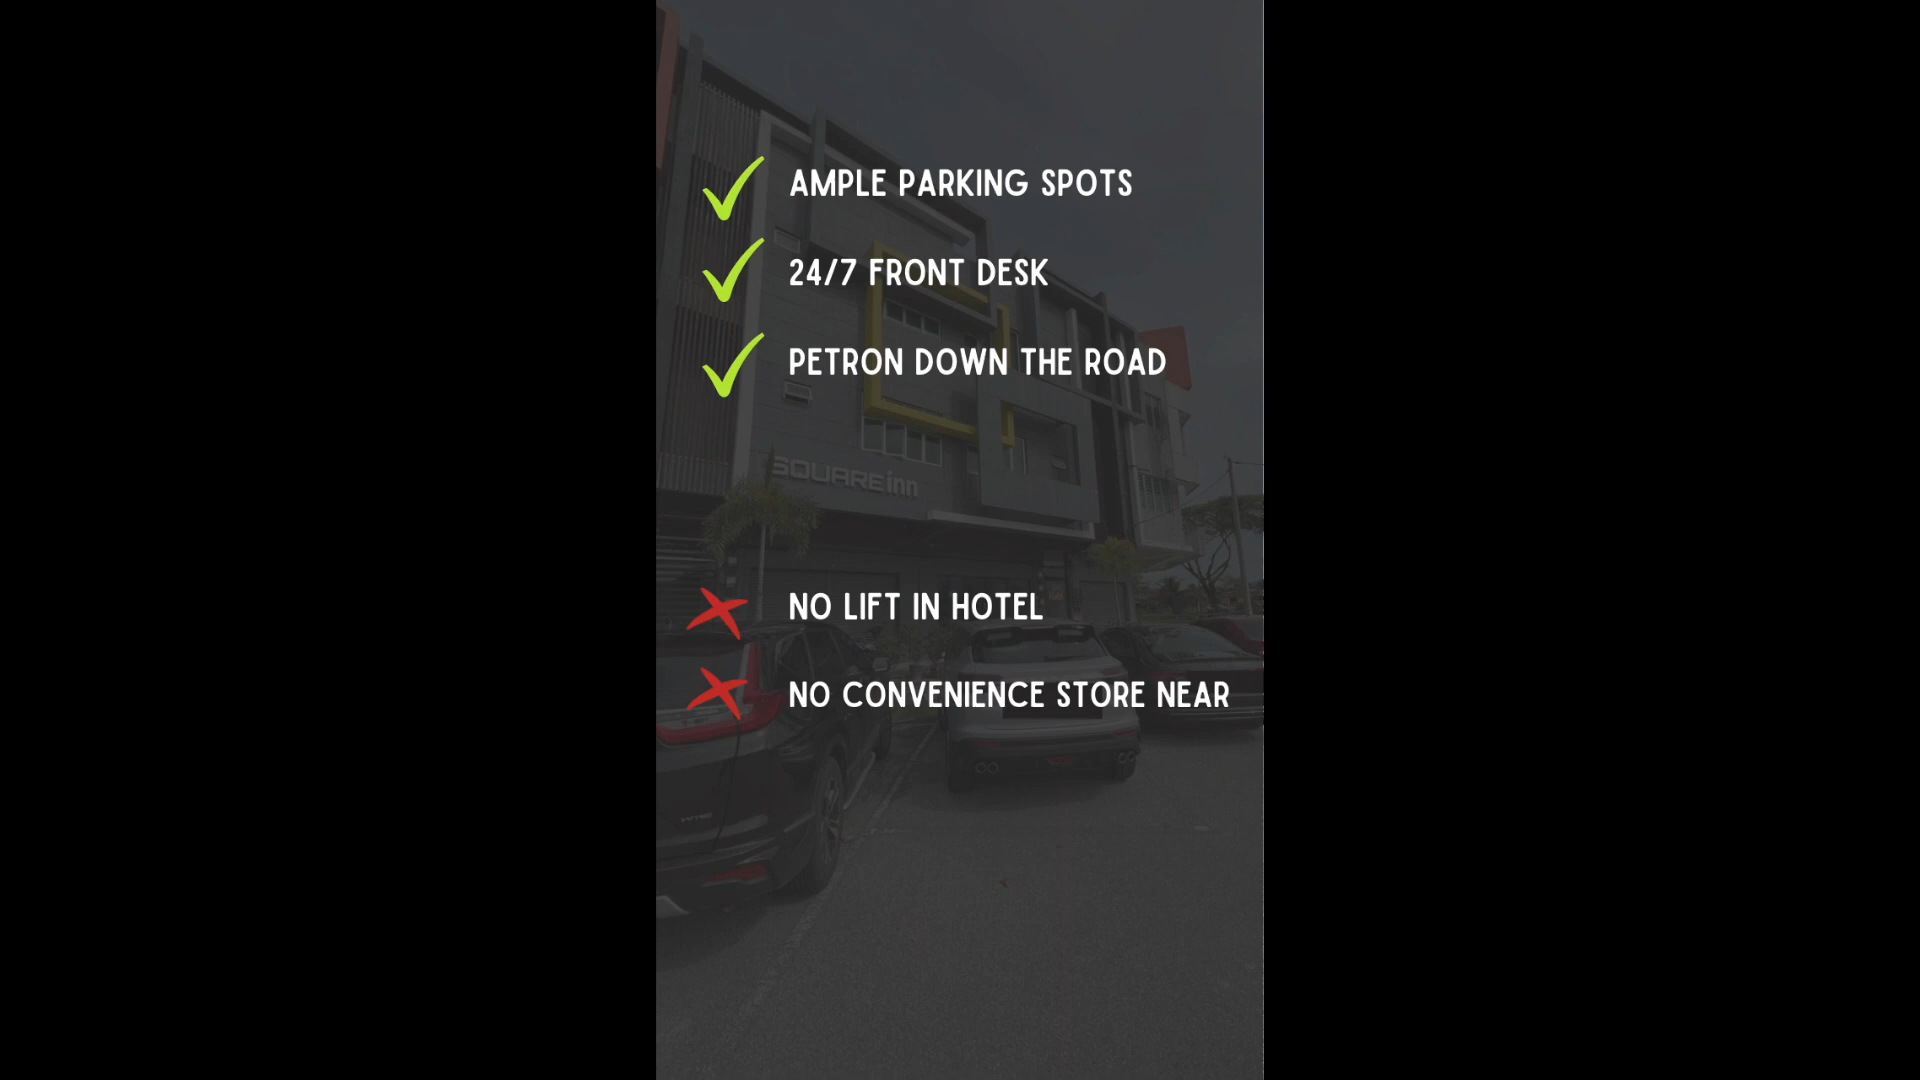 AMPLE PARKING SPOTS
24/7 FRONT DESK
PETRON DOWN THE ROAD
SQUARE inn
NO LIFT IN HOTEL
NO CONVENIENCE STORE NEAR